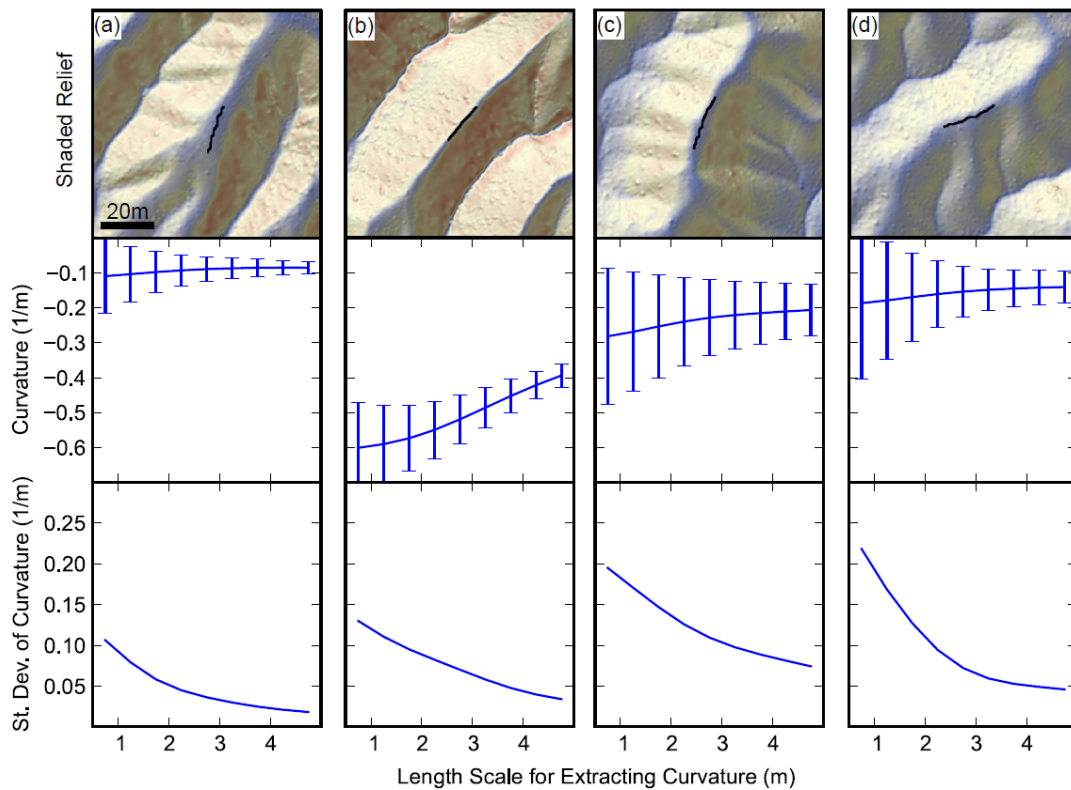 (a)
(b)
(c)
(d)
Shaded Relief
20m
Curvature (1/m)
−0.1
−0.2
−0.3
−0.4
−0.5
−0.6
St. Dev. of Curvature (1/m)
0.25
0.20
0.15
0.10
0.05
1 2 3 4
1 2 3 4
1 2 3 4
1 2 3 4
Length Scale for Extracting Curvature (m)